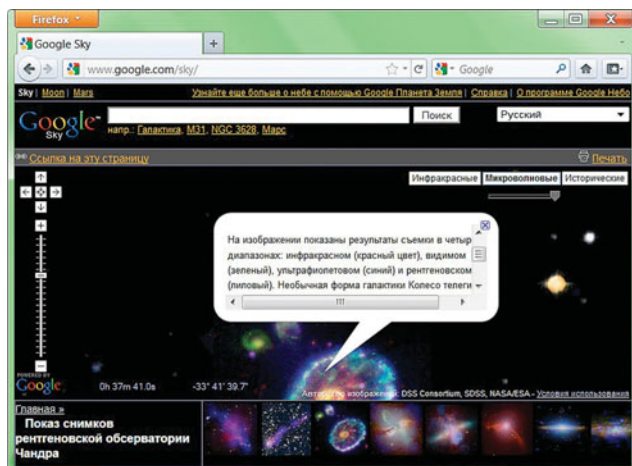 Firefox
Google Sky
www.google.com/sky/
Google
Sky | Moon | Mars Узнайте еще больше о небе с помощью Google Планета Земля | Справка | О программе Google Небо
Google Sky
Поиск
Русский
напр.: Галактика, M31, NGC 3628, Марс
Ссылка на эту страницу
Печать
Инфракрасные Микроволновые Исторические
На изображении показаны результаты съемки в четыр
диапазонах: инфракрасном (красный цвет), видимом
(зеленый), ультрафиолетовом (синий) и рентгеновском
(лиловый). Необычная форма галактики Колесо телеги
POWERED BY
Google
0h 37m 41.0s -33° 41' 39.7"
изображений: DSS Consortium, SDSS, NASA/ESA - Условия использования
Главная »
Показ снимков
рентгеновской обсерватории
Чандра